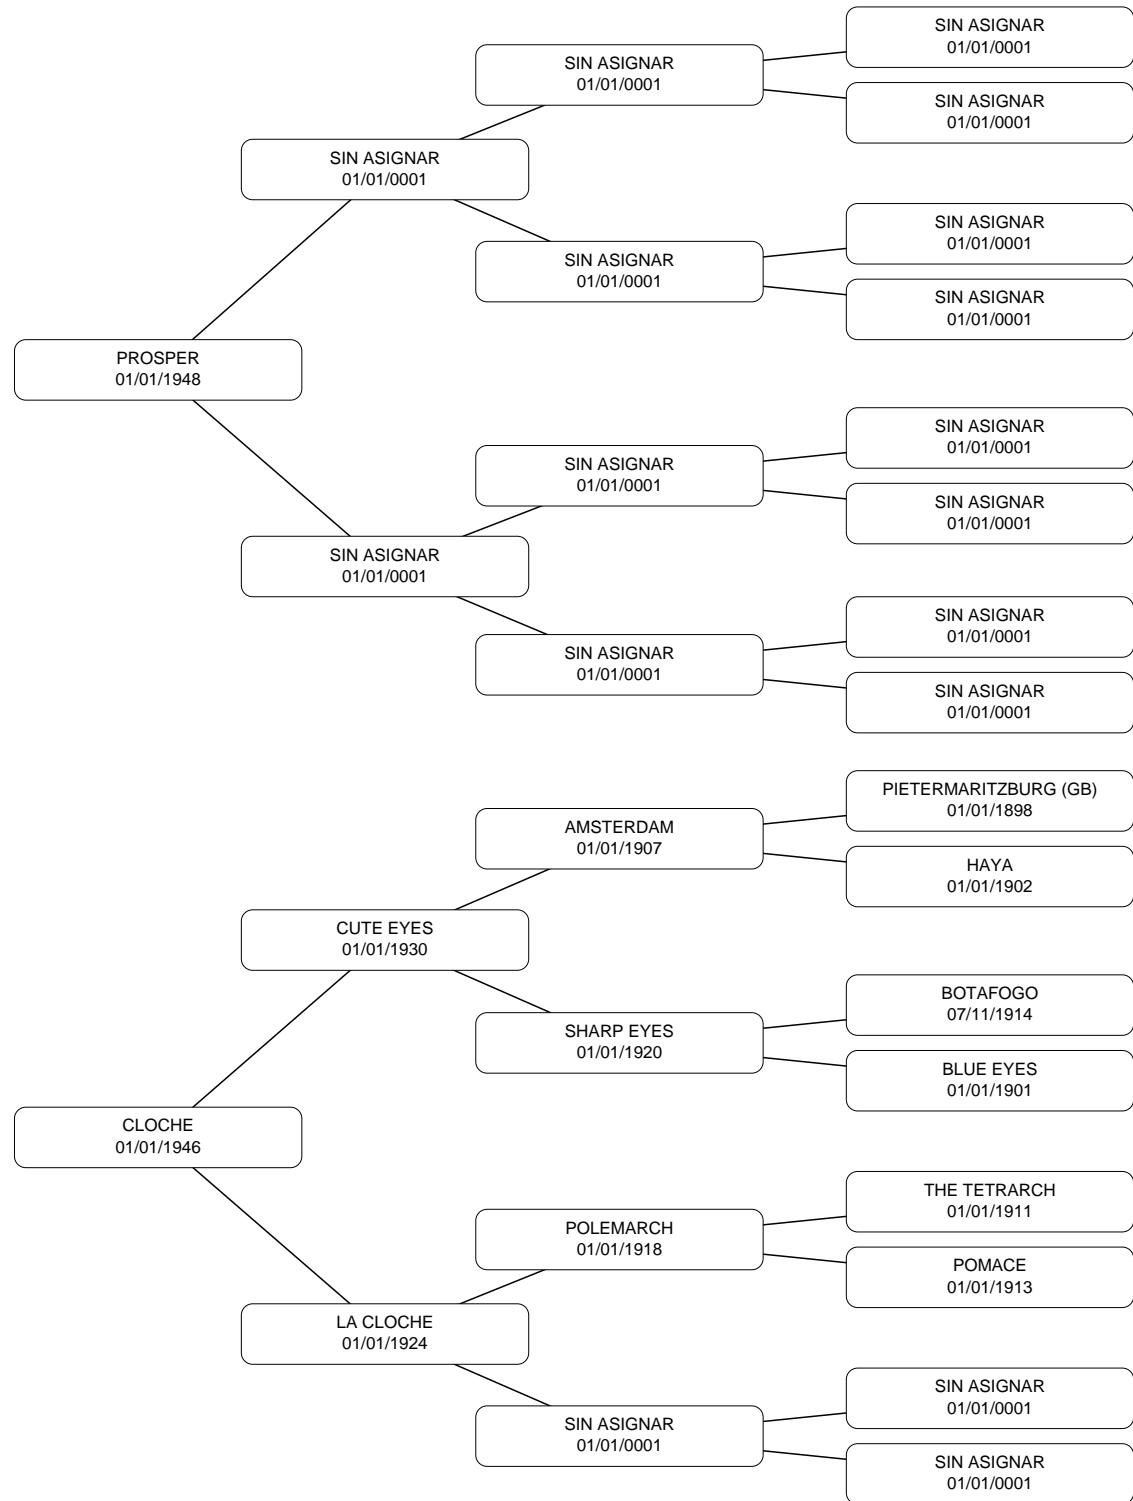 SIN ASIGNAR
01/01/0001
SIN ASIGNAR
01/01/0001
SIN ASIGNAR
01/01/0001
SIN ASIGNAR
01/01/0001
SIN ASIGNAR
01/01/0001
SIN ASIGNAR
01/01/0001
SIN ASIGNAR
01/01/0001
PROSPER
01/01/1948
SIN ASIGNAR
01/01/0001
SIN ASIGNAR
01/01/0001
SIN ASIGNAR
01/01/0001
SIN ASIGNAR
01/01/0001
SIN ASIGNAR
01/01/0001
SIN ASIGNAR
01/01/0001
SIN ASIGNAR
01/01/0001
PIETERMARITZBURG (GB)
01/01/1898
AMSTERDAM
01/01/1907
HAYA
01/01/1902
CUTE EYES
01/01/1930
BOTAFOGO
07/11/1914
SHARP EYES
01/01/1920
BLUE EYES
01/01/1901
CLOCHE
01/01/1946
THE TETRARCH
01/01/1911
POLEMARCH
01/01/1918
POMACE
01/01/1913
LA CLOCHE
01/01/1924
SIN ASIGNAR
01/01/0001
SIN ASIGNAR
01/01/0001
SIN ASIGNAR
01/01/0001